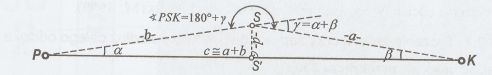 ∢PSK=180°+γ
S
γ=α+β
-b-
-p-
-a-
P
α
c≅a+b
S'
β
K